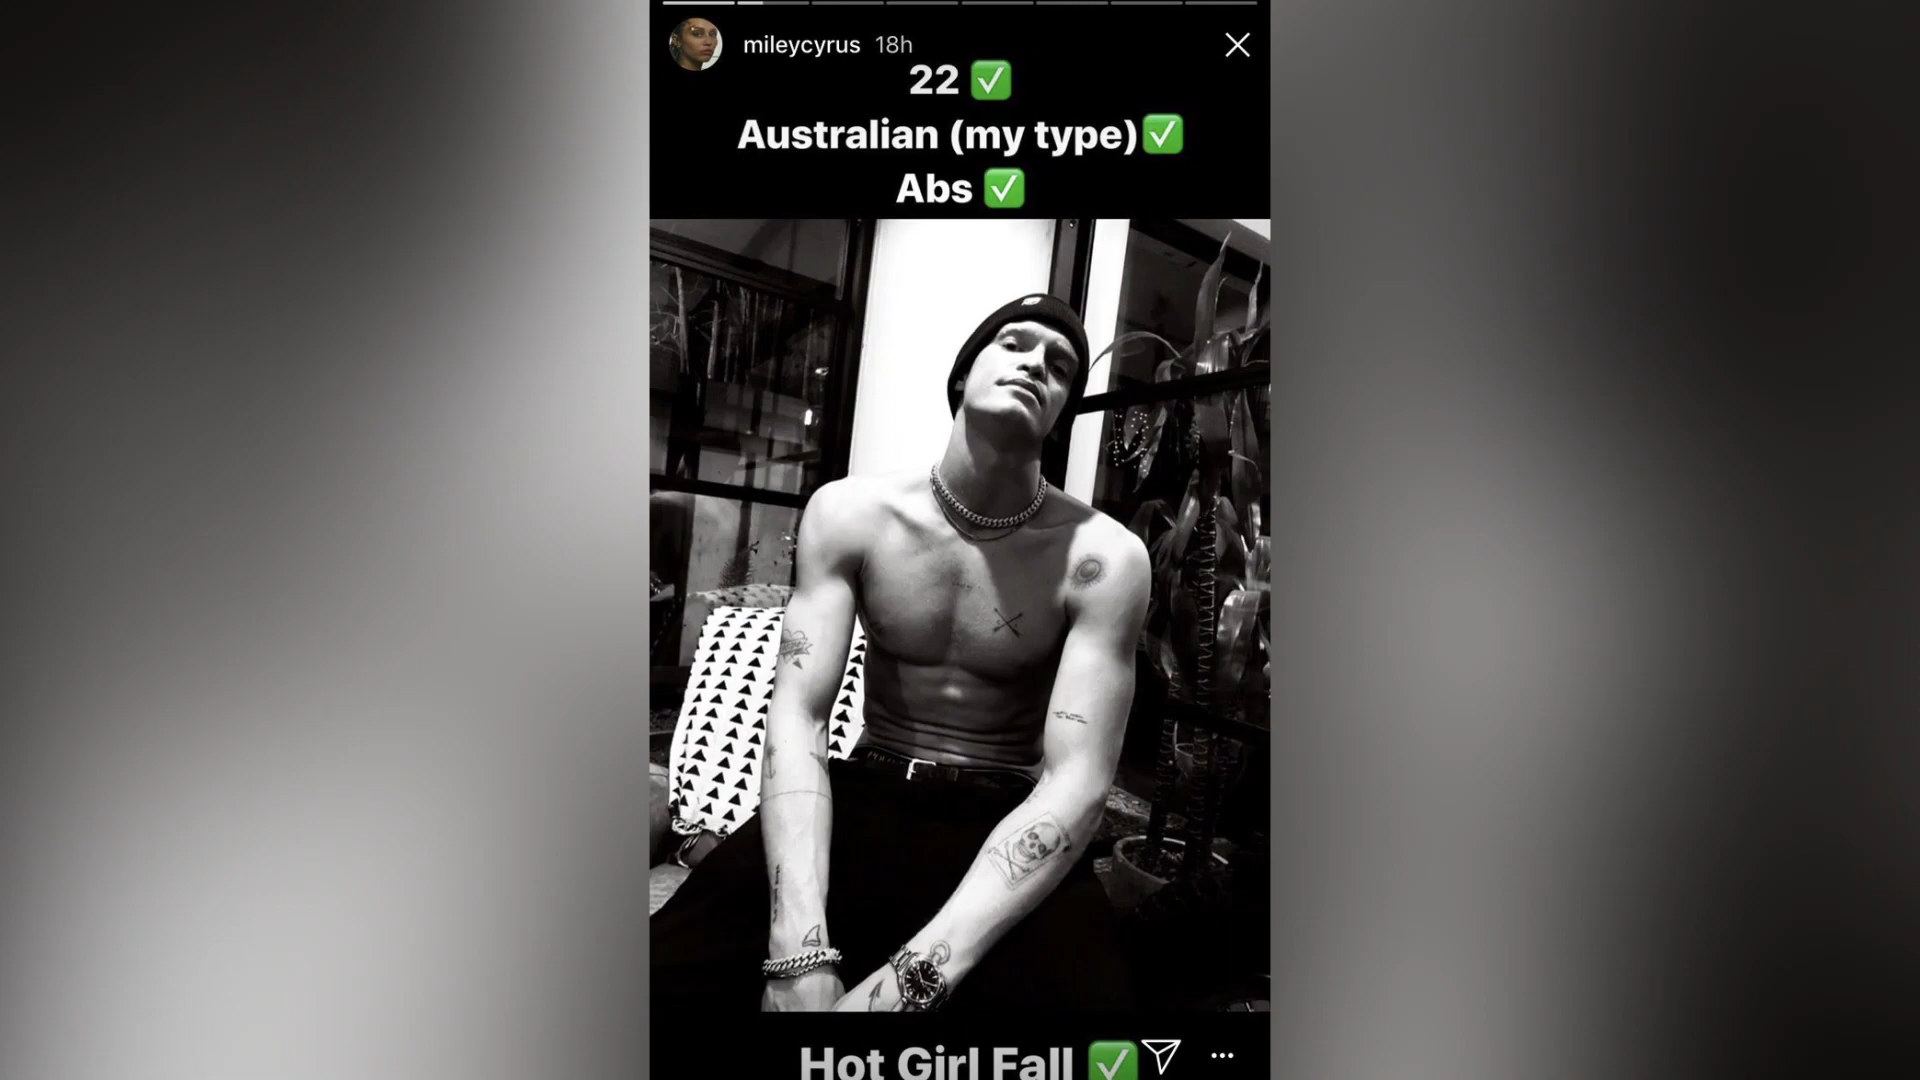 mileycyrus 18h
22 ✅
Australian (my type)✅
Abs ✅
Hot Girl Fall ✅